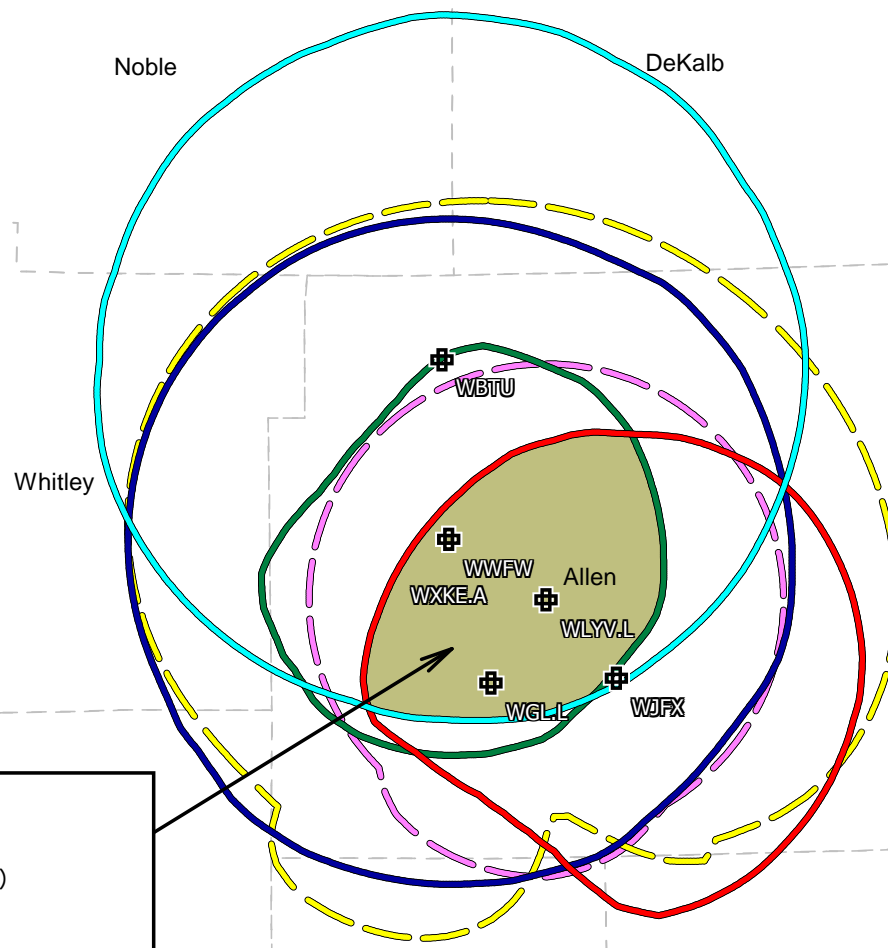 Noble
DeKalb
WBTU
Whitley
WWFW
Allen
WXKE.A
WLYV.L
WGL.L
WJFX
)